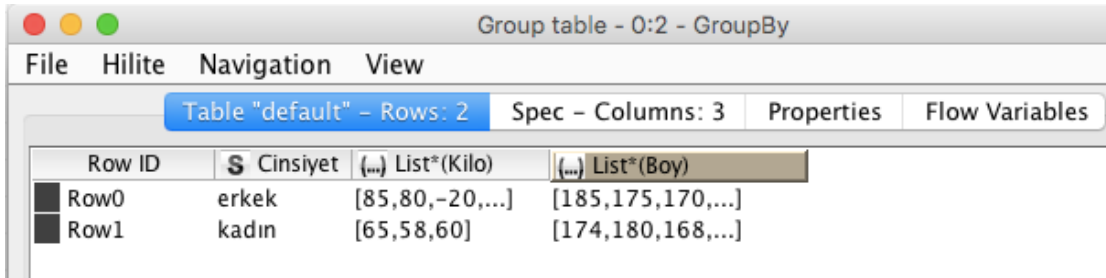 Group table - 0:2 - GroupBy
File Hilite Navigation View
Table "default" - Rows: 2 Spec - Columns: 3 Properties Flow Variables
Row ID S Cinsiyet (...) List*(Kilo) (...) List*(Boy)
Row0 erkek [85,80,-20,...] [185,175,170,...]
Row1 kadın [65,58,60] [174,180,168,...]